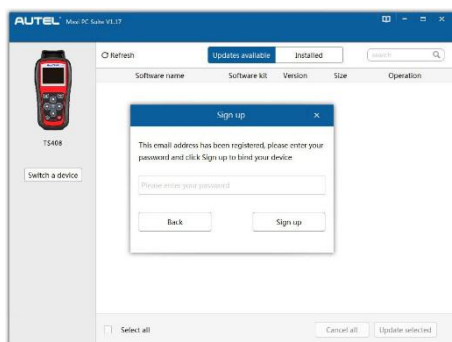 AUTEL Maxi PC Suite V1.17
Refresh
Updates available
Installed
search
Software name
Software kit
Version
Size
Operation
TS408
Switch a device
Sign up
This email address has been registered, please enter your
password and click Sign up to bind your device
Please enter your password
Back
Sign up
Select all
Cancel all
Update selected